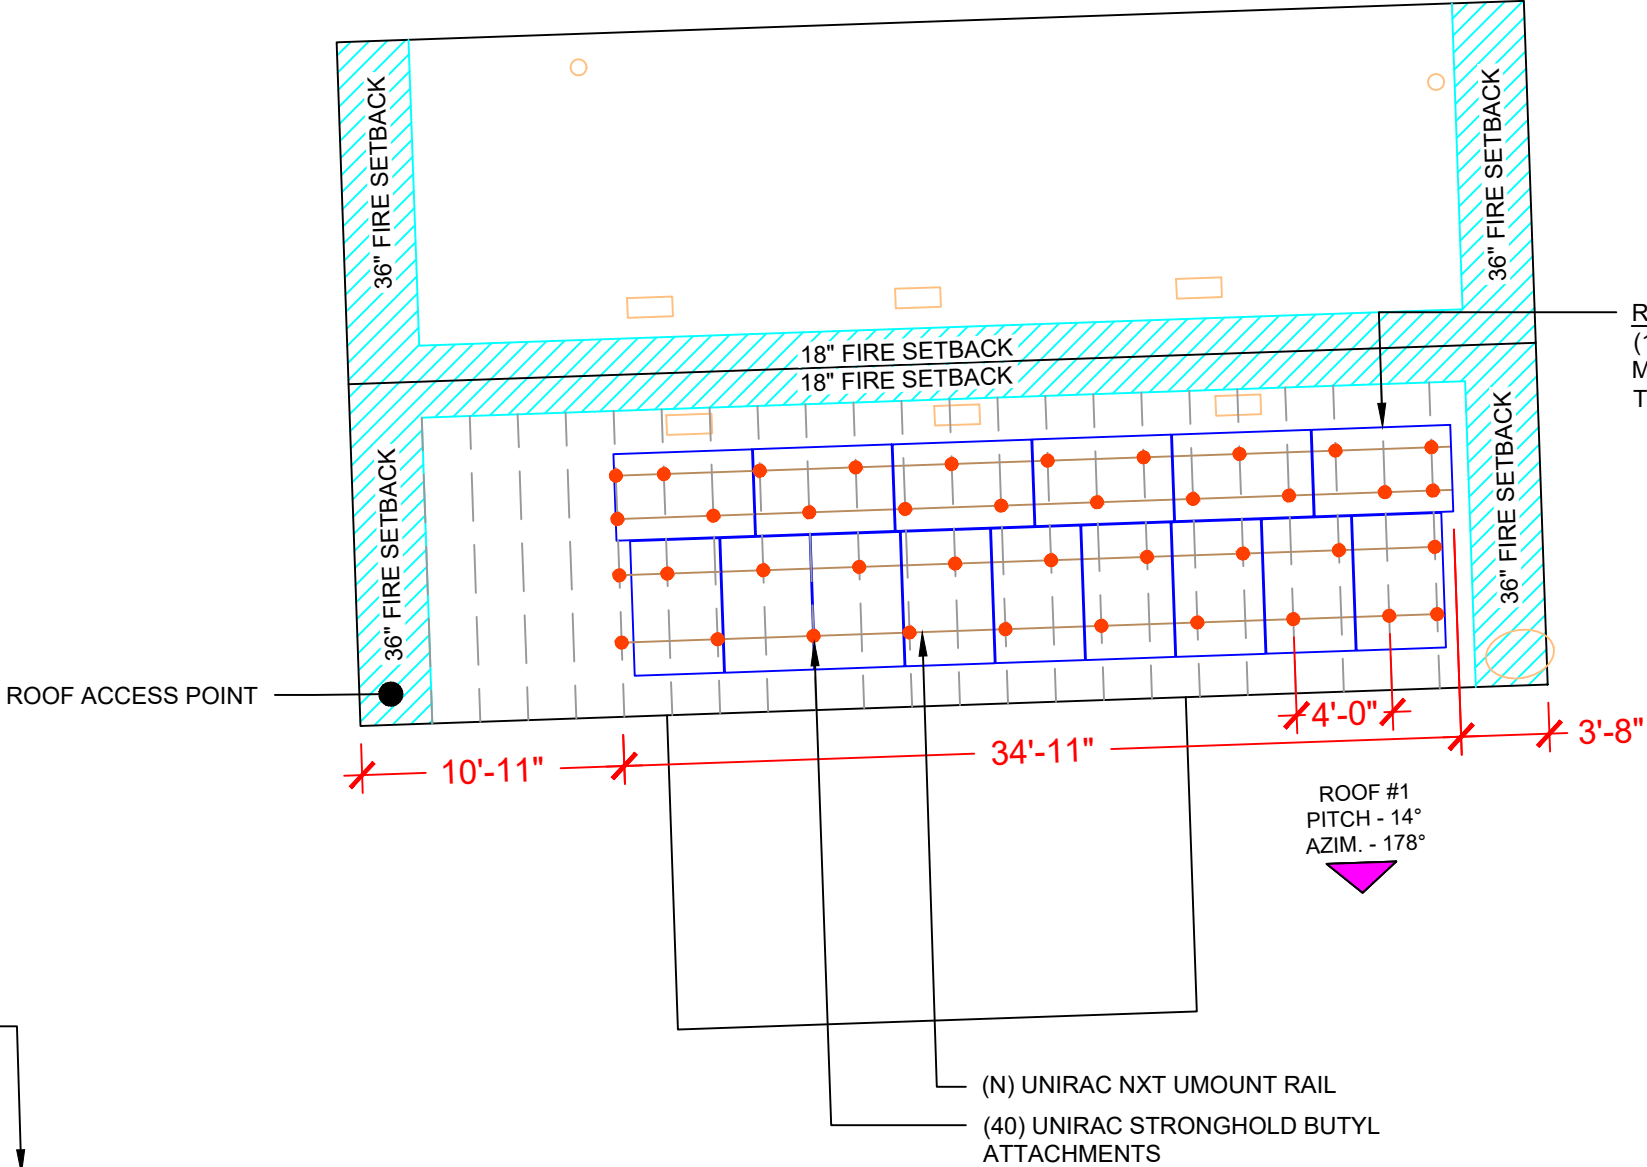 36" FIRE SETBACK
36" FIRE SETBACK
18" FIRE SETBACK
18" FIRE SETBACK
R
(1
M
T
36" FIRE SETBACK
36" FIRE SETBACK
ROOF ACCESS POINT
4'-0"
3'-8"
34'-11"
10'-11"
ROOF #1
PITCH - 14°
AZIM. - 178°
(N) UNIRAC NXT UMOUNT RAIL
(40) UNIRAC STRONGHOLD BUTYL
ATTACHMENTS